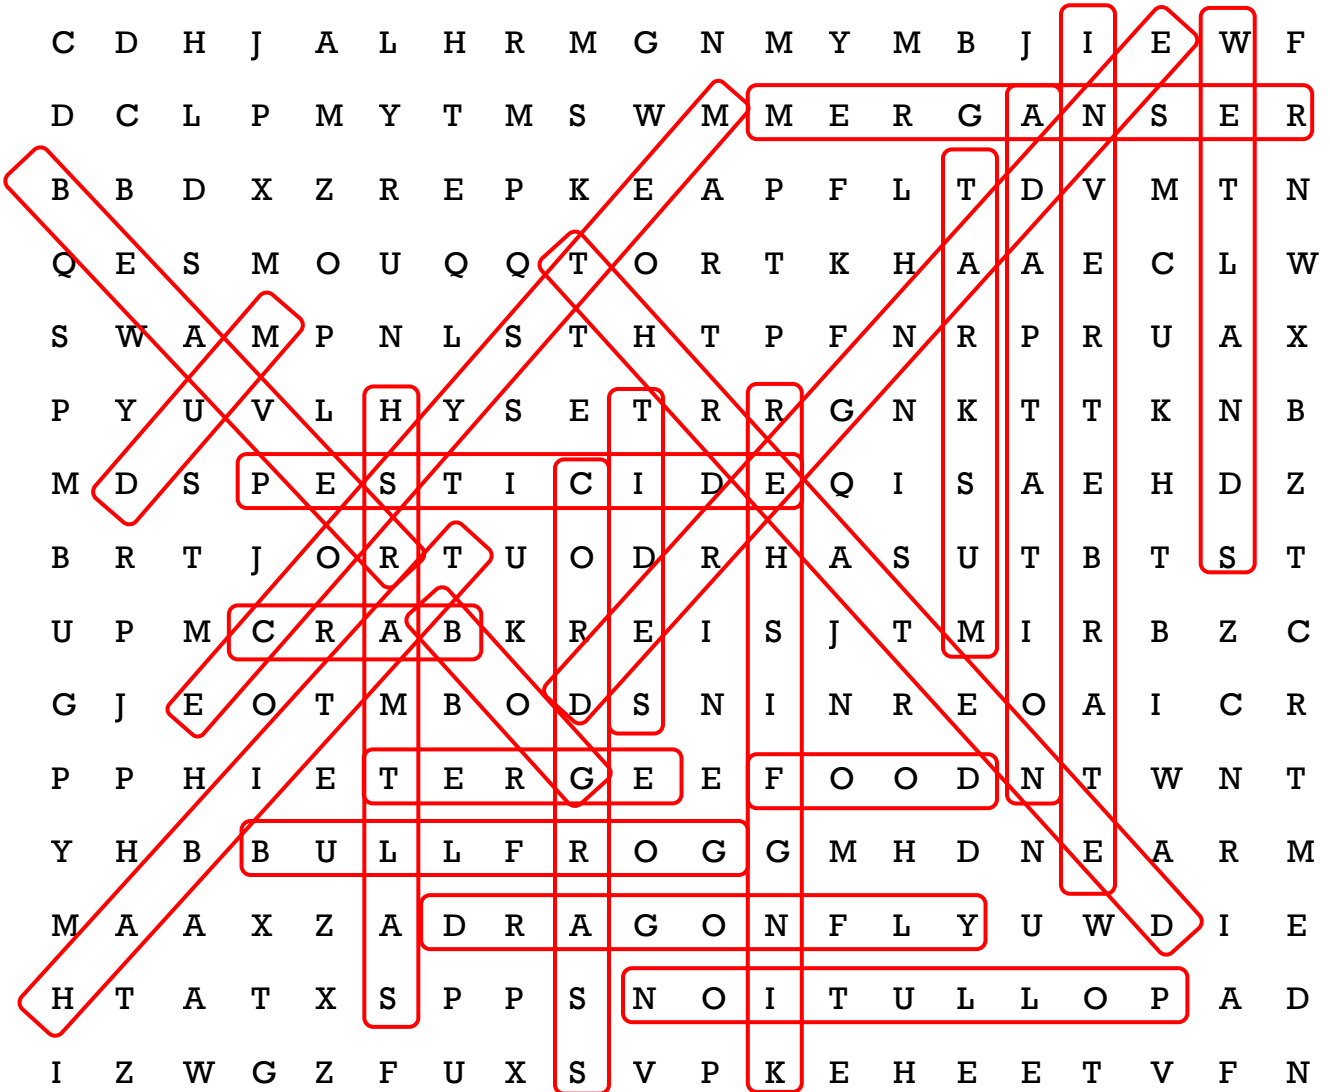 C D H J A L H R M G N M Y M B J I E W F
D C L P M Y T M S W M M E R G A N S E R
B B D X Z R E P K E A P F L T D V M T N
Q E S M O U Q Q T O R T K H A A E C L W
S W A M P N L S T H T P F N R P R U A X
P Y U V L H Y S E T R R G N K T T K N B
M D S P E S T I C I D E Q I S A E H D Z
B R T J O R T U O D R H A S U T B T S T
U P M C R A B K R E I S J T M I R B Z C
G J E O T M B O D S N I N R E O A I C R
P P H I E T E R G E E F O O D N T W N T
Y H B B U L L F R O G G M H D N E A R M
M A A X Z A D R A G O N F L Y U W D I E
H T A T X S P P S N O I T U L L O P A D
I Z W G Z F U X S V P K E H E E T V F N